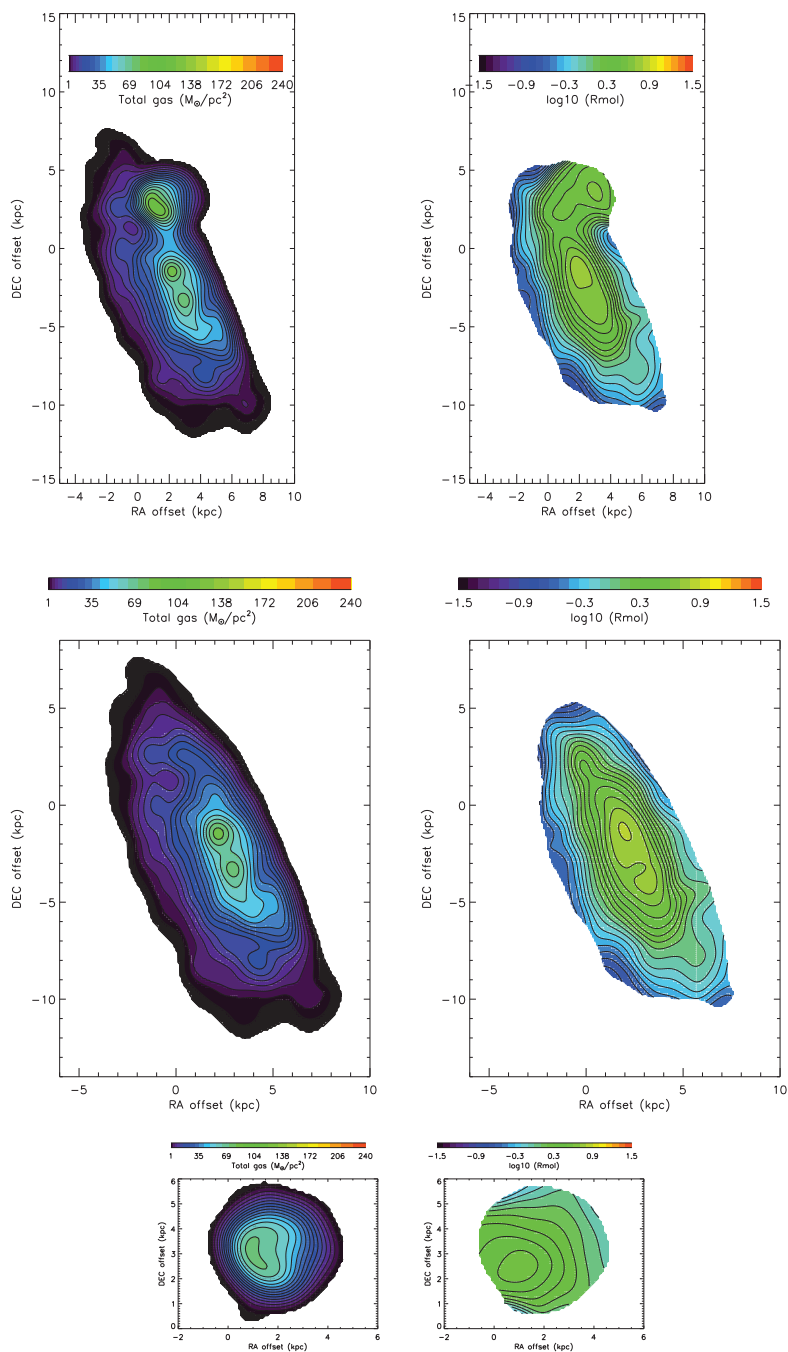 15
10
5
0
−5
−10
−15
DEC offset (kpc)
1 35 69 104 138 172 206 240
Total gas (M⊙/pc²)
−4 −2 0 2 4 6 8 10
RA offset (kpc)
15
10
5
0
−5
−10
−15
DEC offset (kpc)
−1.5 −0.9 −0.3 0.3 0.9 1.5
log10 (Rmol)
−4 −2 0 2 4 6 8 10
RA offset (kpc)
1 35 69 104 138 172 206 240
Total gas (M⊙/pc²)
5
0
−5
−10
DEC offset (kpc)
−5 0 5 10
RA offset (kpc)
−1.5 −0.9 −0.3 0.3 0.9 1.5
log10 (Rmol)
5
0
−5
−10
DEC offset (kpc)
−5 0 5 10
RA offset (kpc)
1 35 69 104 138 172 206 240
Total gas (M⊙/pc²)
6
5
4
3
2
1
0
DEC offset (kpc)
−2 0 2 4 6
RA offset (kpc)
−1.5 −0.9 −0.3 0.3 0.9 1.5
log10 (Rmol)
6
5
4
3
2
1
0
DEC offset (kpc)
−2 0 2 4 6
RA offset (kpc)